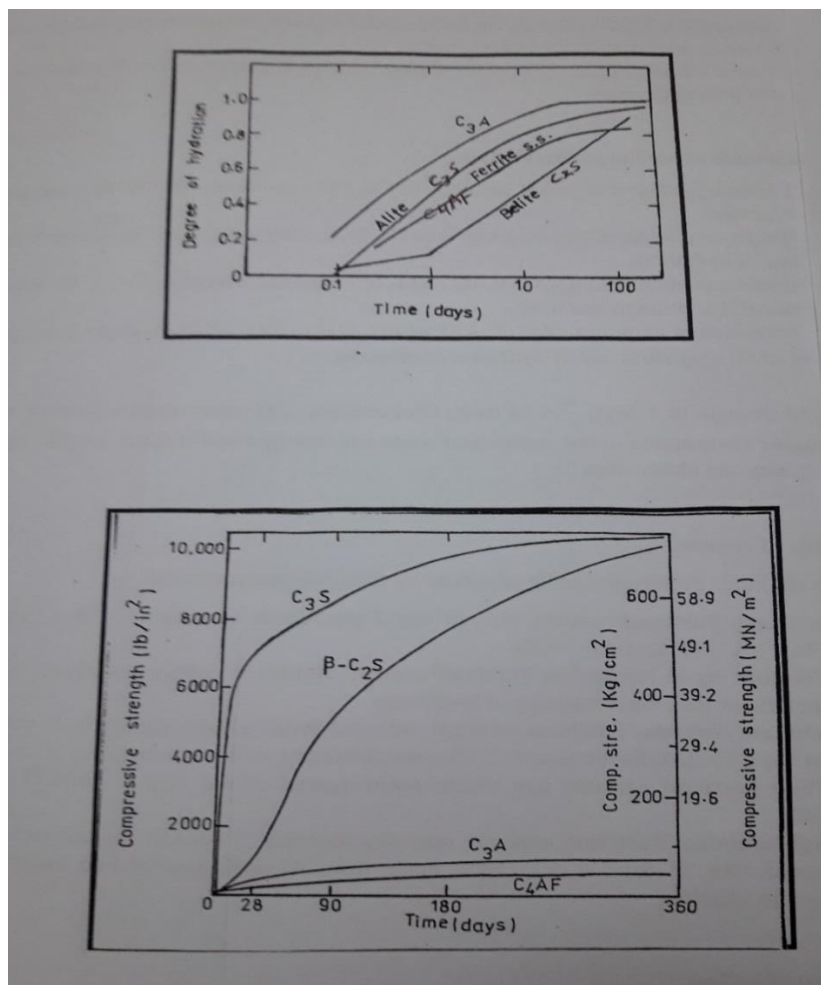 Degree of hydration
1.0
0.8
0.6
0.4
0.2
0
C3A
Alite C3S
Ferrite s.s.
C4AF
Belite C2S
0.1 1 10 100
Time (days)
Compressive strength (lb/in²)
10,000
8000
6000
4000
2000
C3S
β-C2S
C3A
C4AF
Comp. stre. (Kg/cm²)
600
400
200
58.9
49.1
39.2
29.4
19.6
Compressive strength (MN/m²)
0 28 90 180 360
Time (days)